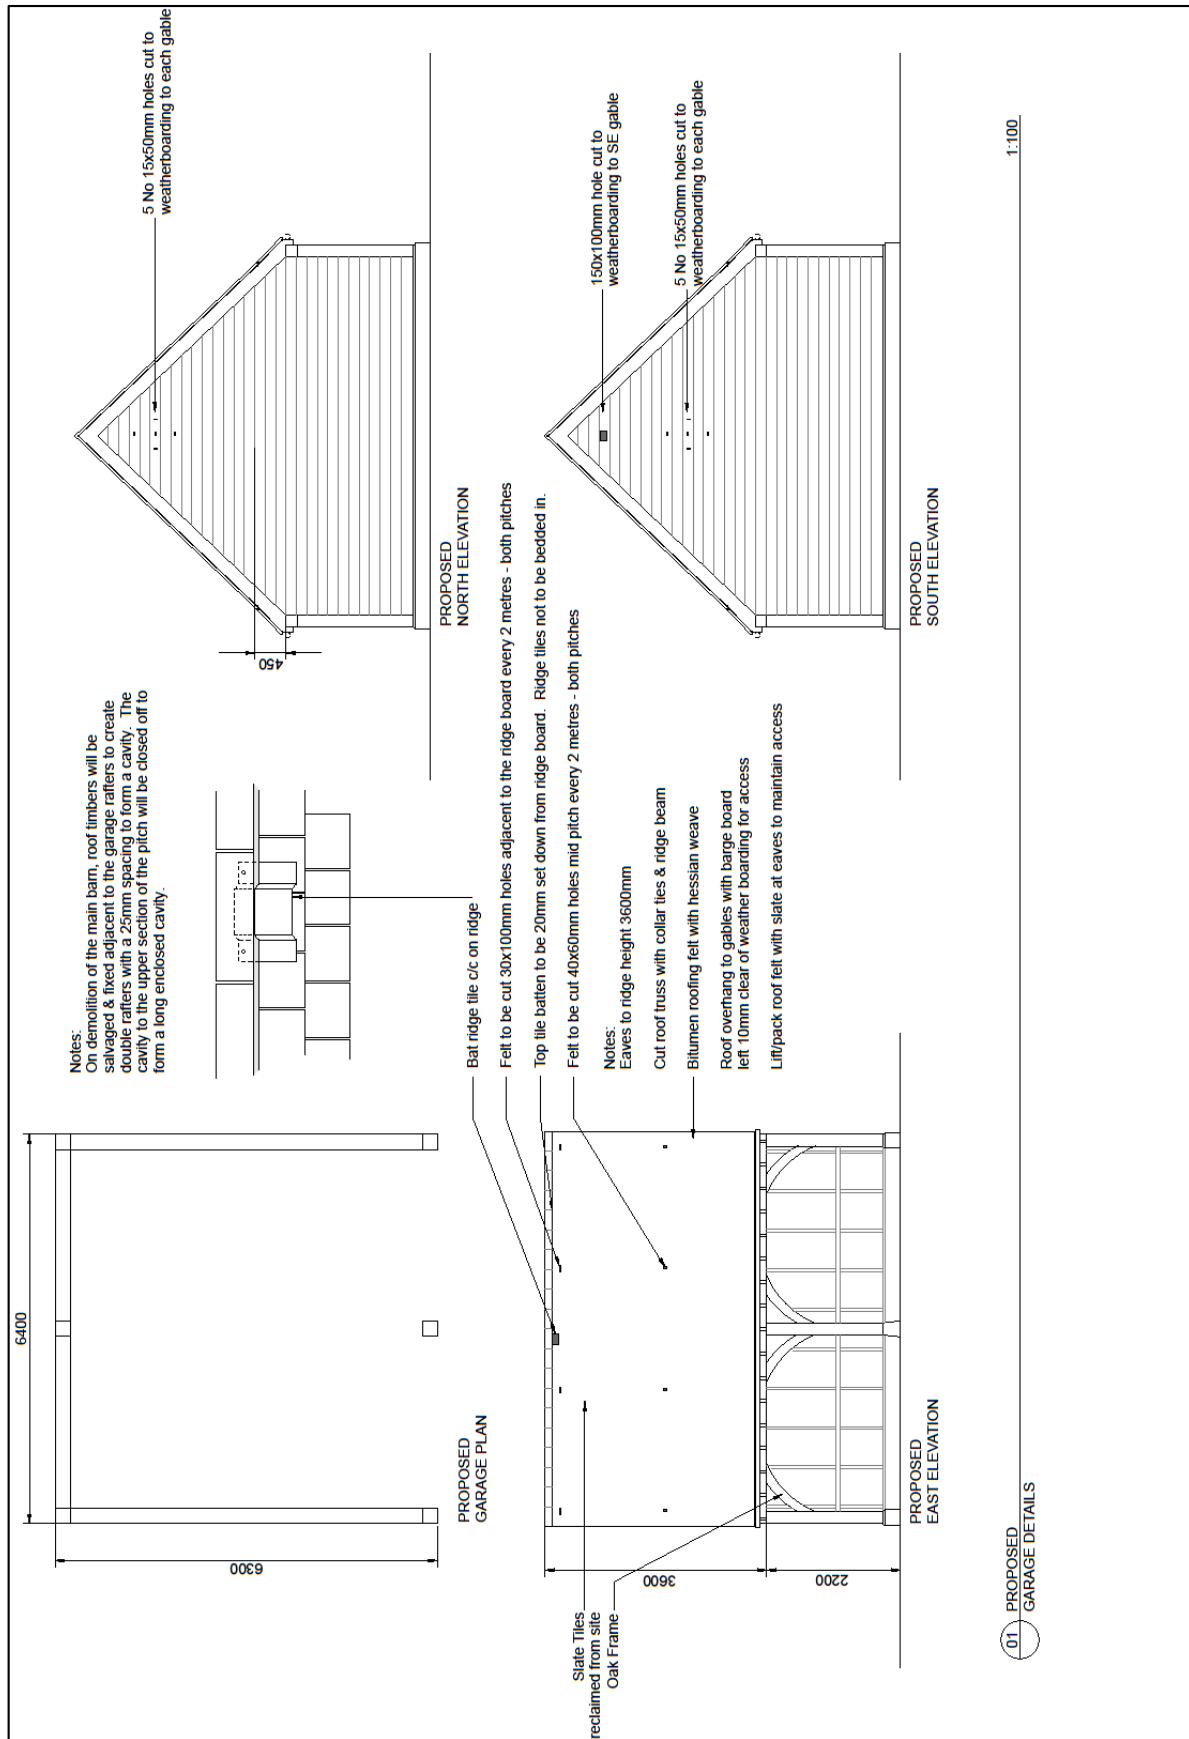 6400
6300
PROPOSED
GARAGE PLAN
Notes:
On demolition of the main barn, roof timbers will be
salvaged & fixed adjacent to the garage rafters to create
double rafters with a 25mm spacing to form a cavity. The
cavity to the upper section of the pitch will be closed off to
form a long enclosed cavity.
450
5 No 15x50mm holes cut to
weatherboarding to each gable
PROPOSED
NORTH ELEVATION
Bat ridge tile c/c on ridge
Felt to be cut 30x100mm holes adjacent to the ridge board every 2 metres - both pitches
Top tile batten to be 20mm set down from ridge board. Ridge tiles not to be bedded in.
Felt to be cut 40x60mm holes mid pitch every 2 metres - both pitches
Notes:
Eaves to ridge height 3600mm
Cut roof truss with collar ties & ridge beam
Bitumen roofing felt with hessian weave
Roof overhang to gables with barge board
left 10mm clear of weather boarding for access
Lift/pack roof felt with slate at eaves to maintain access
Slate Tiles
reclaimed from site
Oak Frame
3600
2200
PROPOSED
EAST ELEVATION
150x100mm hole cut to
weatherboarding to SE gable
5 No 15x50mm holes cut to
weatherboarding to each gable
PROPOSED
SOUTH ELEVATION
01 PROPOSED
GARAGE DETAILS
1:100